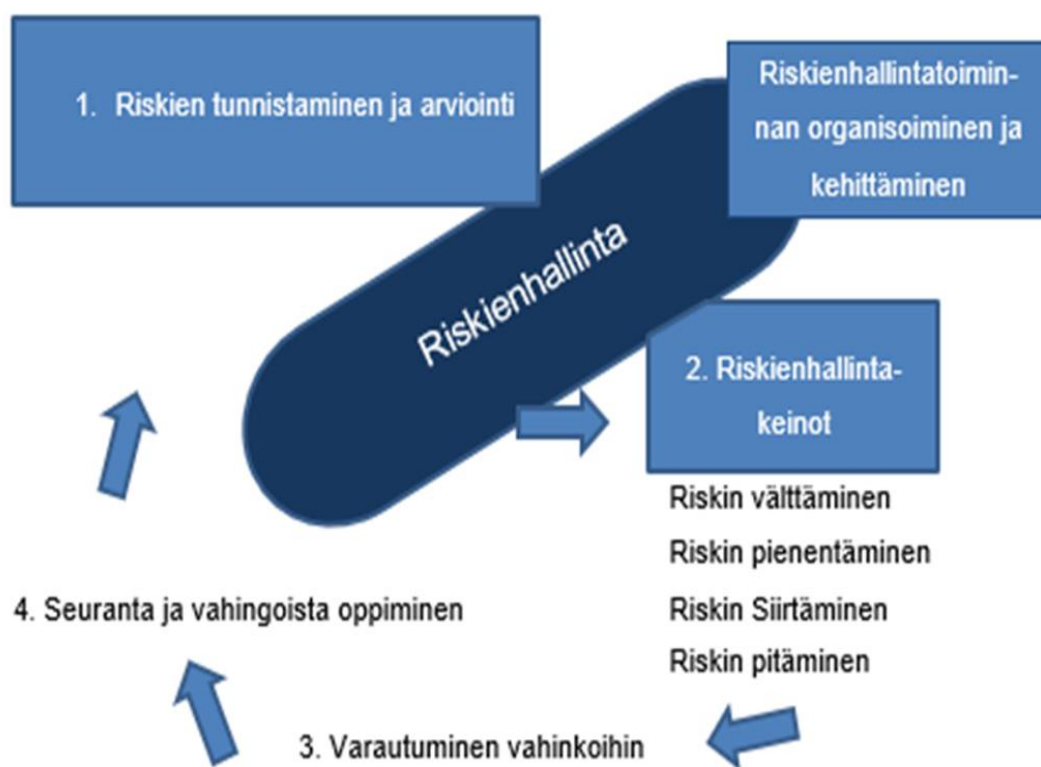 1. Riskien tunnistaminen ja arviointi
Riskienhallintatoimin-
nan organisoiminen ja
kehittäminen
Riskienhallinta
2. Riskienhallinta-
keinot
Riskin välttäminen
Riskin pienentäminen
Riskin Siirtäminen
Riskin pitäminen
3. Varautuminen vahinkoihin
4. Seuranta ja vahingoista oppiminen